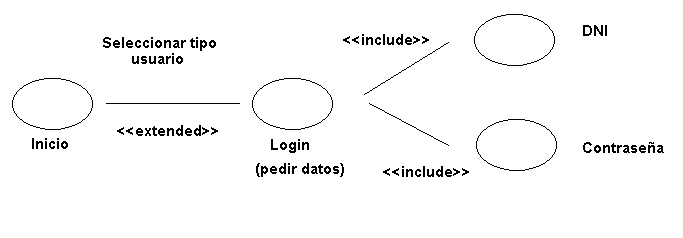 Seleccionar tipo
usuario
<<extended>>
Inicio
Login
(pedir datos)
<<include>>
DNI
<<include>>
Contraseña